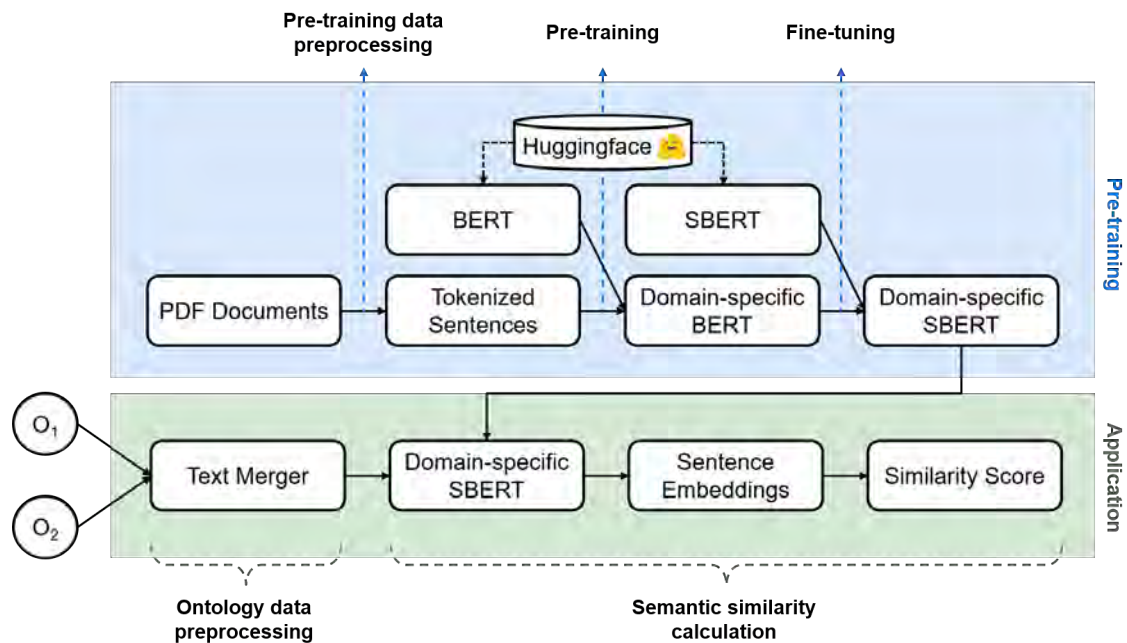 Pre-training data
preprocessing
Pre-training
Fine-tuning
Huggingface
BERT
SBERT
PDF Documents
Tokenized
Sentences
Domain-specific
BERT
Domain-specific
SBERT
Pre-training
O₁
O₂
Text Merger
Domain-specific
SBERT
Sentence
Embeddings
Similarity Score
Application
Ontology data
preprocessing
Semantic similarity
calculation